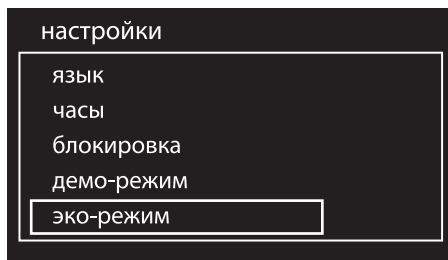 настройки
язык
часы
блокировка
демо-режим
эко-режим